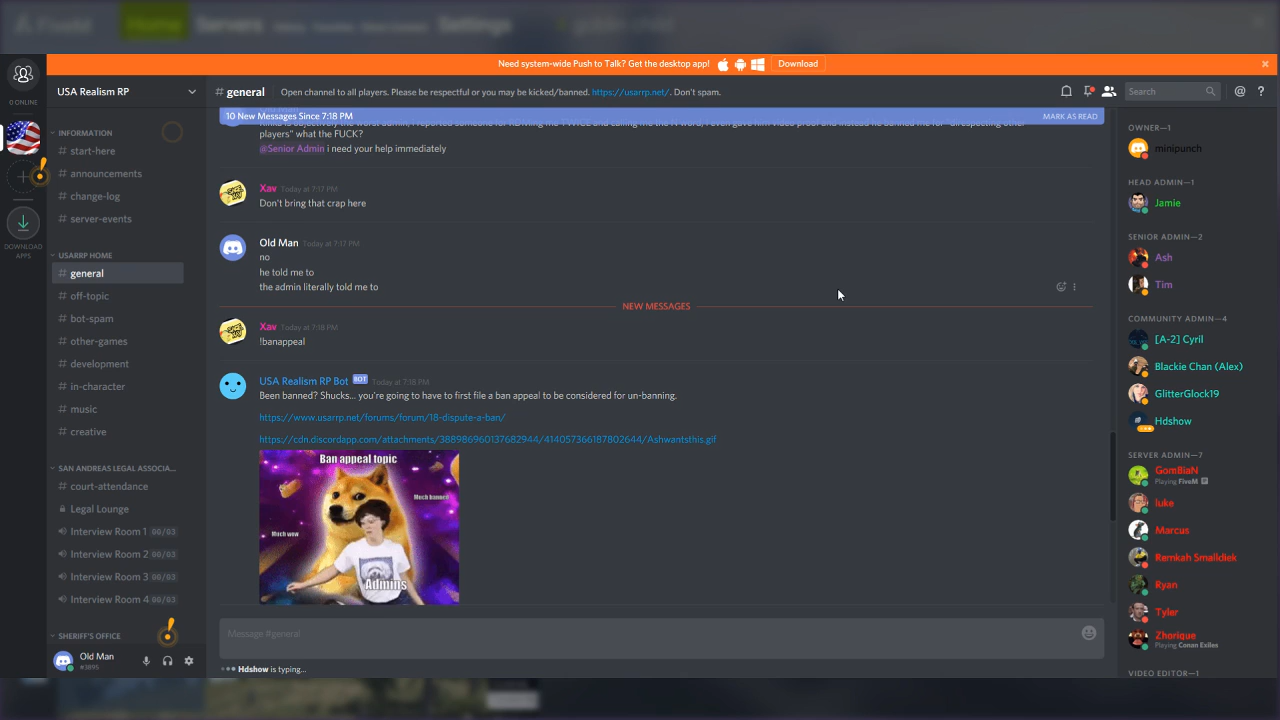 Home Servers Settings
Need system-wide Push to Talk? Get the desktop app! Download
0 ONLINE
DOWNLOAD
APPS
USA Realism RP
INFORMATION
# start-here
# announcements
# change-log
# server-events
USARRP HOME
# general
# off-topic
# bot-spam
# other-games
# development
# in-character
# music
# creative
SAN ANDREAS LEGAL ASSOCIA...
# court-attendance
Legal Lounge
Interview Room 1 00/03
Interview Room 2 00/03
Interview Room 3 00/03
Interview Room 4 00/03
SHERIFF'S OFFICE
Old Man
#3895
# general
Open channel to all players. Please be respectful or you may be kicked/banned. https://usarrp.net/. Don't spam.
Search
10 New Messages Since 7:18 PM MARK AS READ
players" what the FUCK?
@Senior Admin i need your help immediately
Xav Today at 7:17 PM
Don't bring that crap here
Old Man Today at 7:17 PM
no
he told me to
the admin literally told me to
NEW MESSAGES
Xav Today at 7:18 PM
!banappeal
USA Realism RP Bot BOT Today at 7:18 PM
Been banned? Shucks... you're going to have to first file a ban appeal to be considered for un-banning.
https://www.usarrp.net/forums/forum/18-dispute-a-ban/
https://cdn.discordapp.com/attachments/388986960137682944/414057366187802644/Ashwantsthis.gif
Ban appeal topic
Much banned
Much wow
Admins
Message #general
Hdshow is typing...
OWNER—1
minipunch
HEAD ADMIN—1
Jamie
SENIOR ADMIN—2
Ash
Tim
COMMUNITY ADMIN—4
[A-2] Cyril
Blackie Chan (Alex)
GlitterGlock19
Hdshow
SERVER ADMIN—7
GomBlaN
Playing FiveM
luke
Marcus
Remkah Smaildiek
Ryan
Tyler
Zhorique
Playing Conan Exiles
VIDEO EDITOR—1